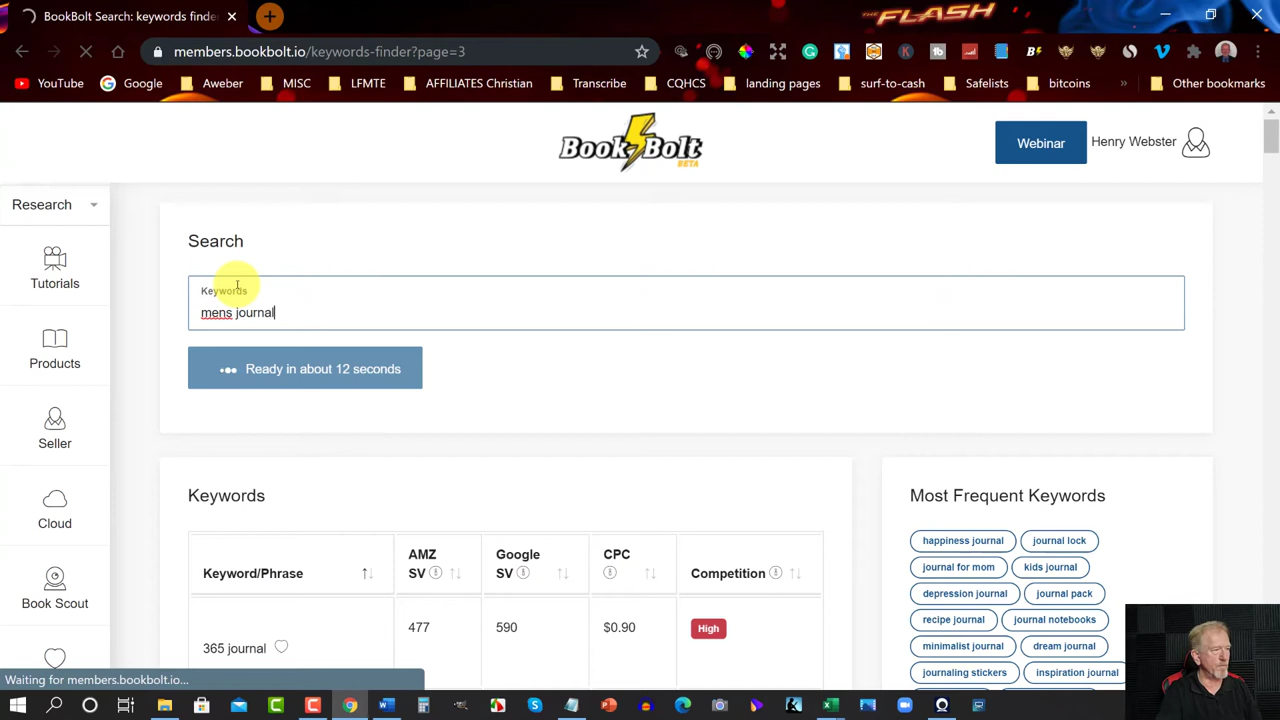 BookBolt Search: keywords finde
THE FLASH
members.bookbolt.io/keywords-finder?page=3
YouTube Google Aweber MISC LFMTE AFFILIATES Christian Transcribe CQHCS landing pages surf-to-cash Safelists bitcoins » Other bookmarks
Book Bolt
BETA
Webinar
Henry Webster
Research
Tutorials
Products
Seller
Cloud
Book Scout
Search
Keywords
mens journal
Ready in about 12 seconds
Keywords
Keyword/Phrase
AMZ SV
Google SV
CPC
Competition
365 journal
477
590
$0.90
High
Most Frequent Keywords
happiness journal
journal lock
journal for mom
kids journal
depression journal
journal pack
recipe journal
journal notebooks
minimalist journal
dream journal
journaling stickers
inspiration journal
Waiting for members.bookbolt.io...